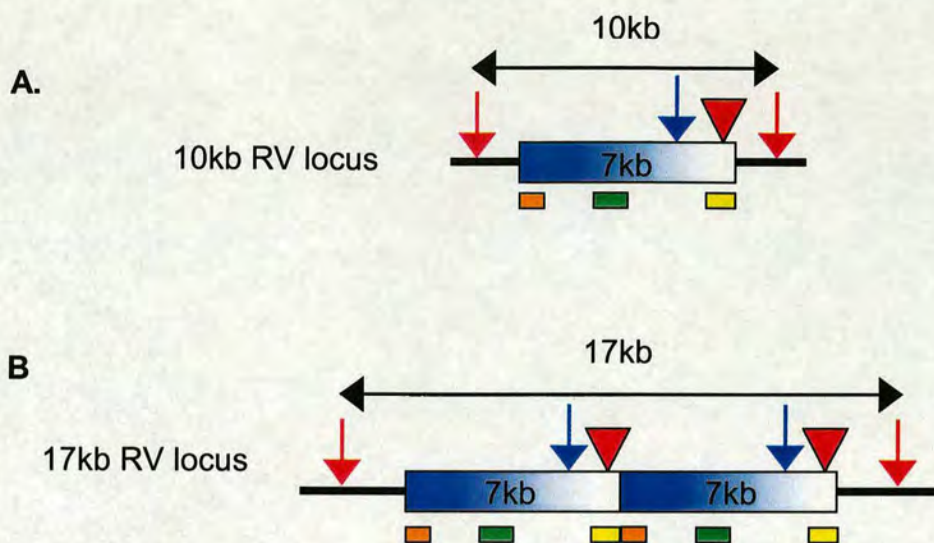 10kb
A.
10kb RV locus
7kb
17kb
B
17kb RV locus
7kb 7kb